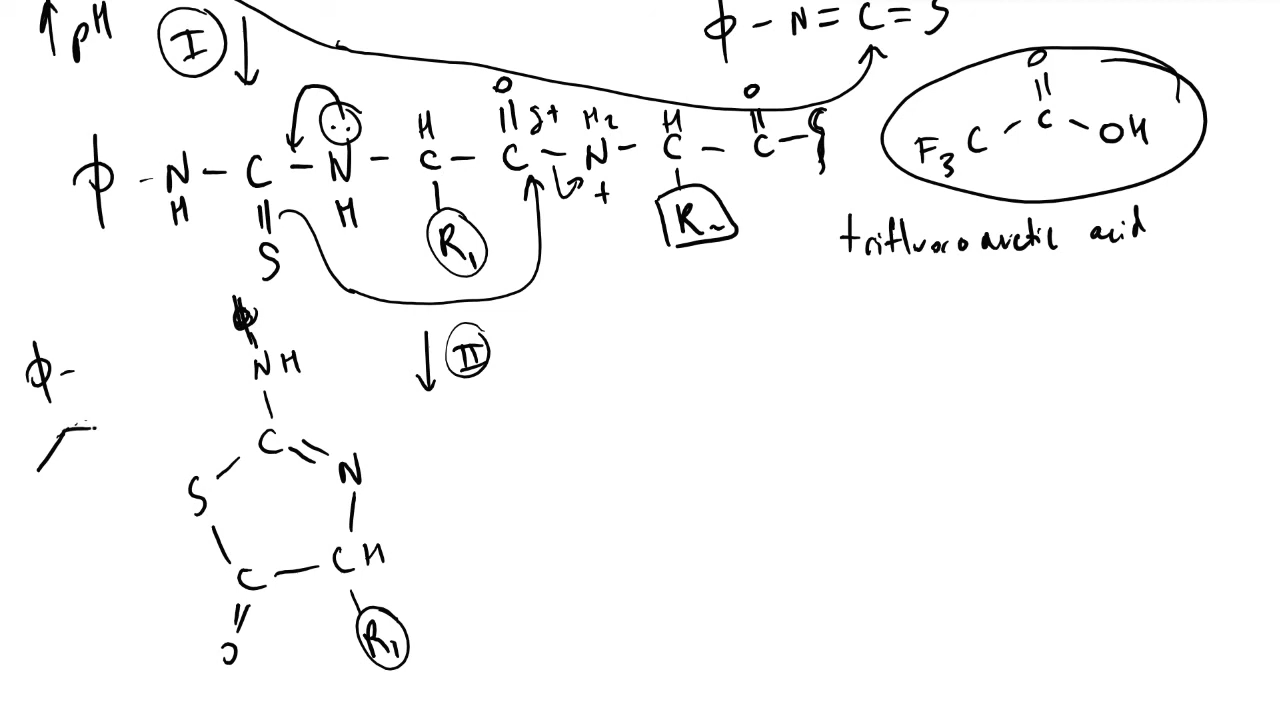 ↑ pH I ↓
ϕ - N = C = S
O
F3C - C - OH
trifluoroacetic acid
O δ+ O
ϕ - N - C - N - C - C - N - C - C
H H H H2 + H
S R1 R2
↓ II
ϕ
NH
ϕ -
C = N
S
C - CH
O
R1